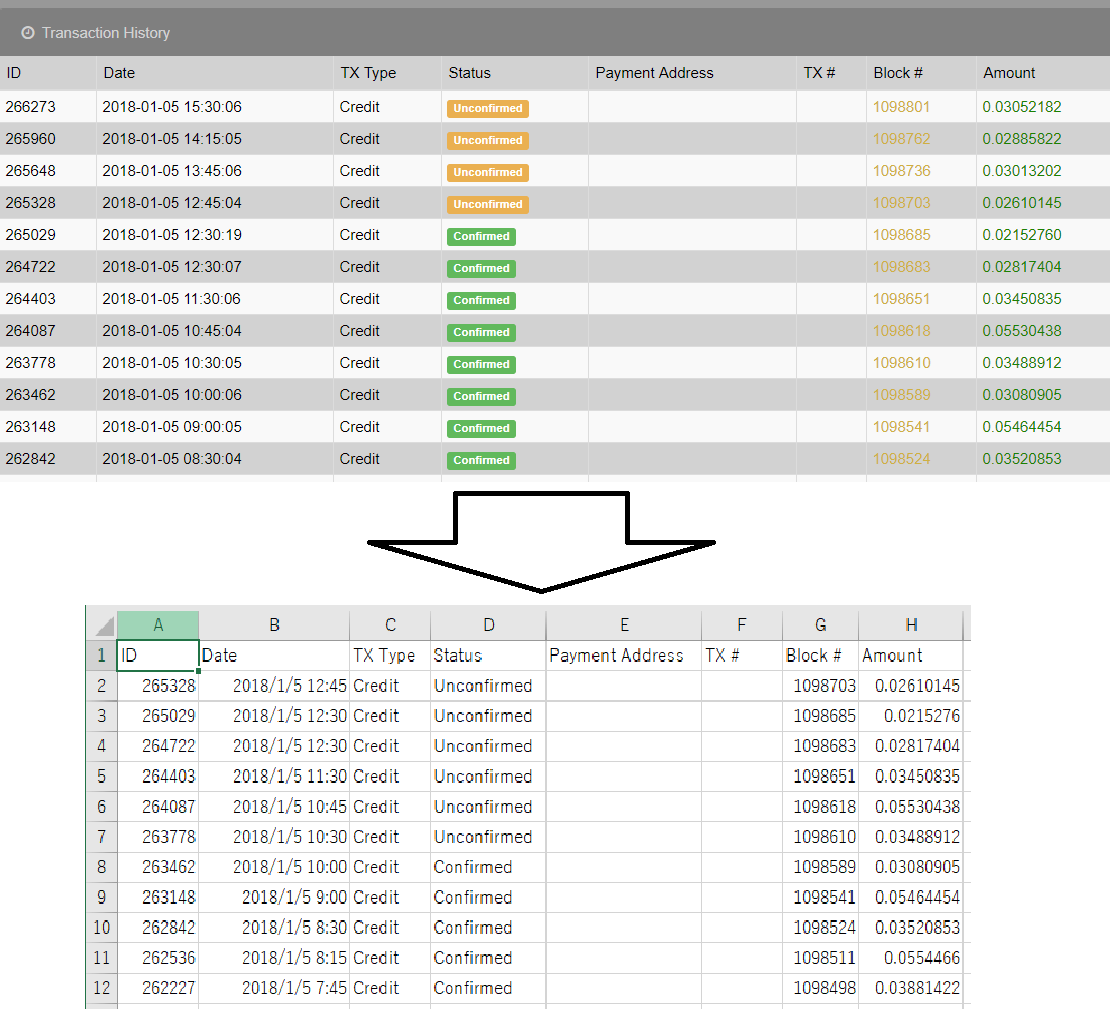 Transaction History
ID Date TX Type Status Payment Address TX # Block # Amount
266273 2018-01-05 15:30:06 Credit Unconfirmed 1098801 0.03052182
265960 2018-01-05 14:15:05 Credit Unconfirmed 1098762 0.02885822
265648 2018-01-05 13:45:06 Credit Unconfirmed 1098736 0.03013202
265328 2018-01-05 12:45:04 Credit Unconfirmed 1098703 0.02610145
265029 2018-01-05 12:30:19 Credit Confirmed 1098685 0.02152760
264722 2018-01-05 12:30:07 Credit Confirmed 1098683 0.02817404
264403 2018-01-05 11:30:06 Credit Confirmed 1098651 0.03450835
264087 2018-01-05 10:45:04 Credit Confirmed 1098618 0.05530438
263778 2018-01-05 10:30:05 Credit Confirmed 1098610 0.03488912
263462 2018-01-05 10:00:06 Credit Confirmed 1098589 0.03080905
263148 2018-01-05 09:00:05 Credit Confirmed 1098541 0.05464454
262842 2018-01-05 08:30:04 Credit Confirmed 1098524 0.03520853
A B C D E F G H
1 ID Date TX Type Status Payment Address TX # Block # Amount
2 265328 2018/1/5 12:45 Credit Unconfirmed 1098703 0.02610145
3 265029 2018/1/5 12:30 Credit Unconfirmed 1098685 0.0215276
4 264722 2018/1/5 12:30 Credit Unconfirmed 1098683 0.02817404
5 264403 2018/1/5 11:30 Credit Unconfirmed 1098651 0.03450835
6 264087 2018/1/5 10:45 Credit Unconfirmed 1098618 0.05530438
7 263778 2018/1/5 10:30 Credit Unconfirmed 1098610 0.03488912
8 263462 2018/1/5 10:00 Credit Confirmed 1098589 0.03080905
9 263148 2018/1/5 9:00 Credit Confirmed 1098541 0.05464454
10 262842 2018/1/5 8:30 Credit Confirmed 1098524 0.03520853
11 262536 2018/1/5 8:15 Credit Confirmed 1098511 0.0554466
12 262227 2018/1/5 7:45 Credit Confirmed 1098498 0.03881422